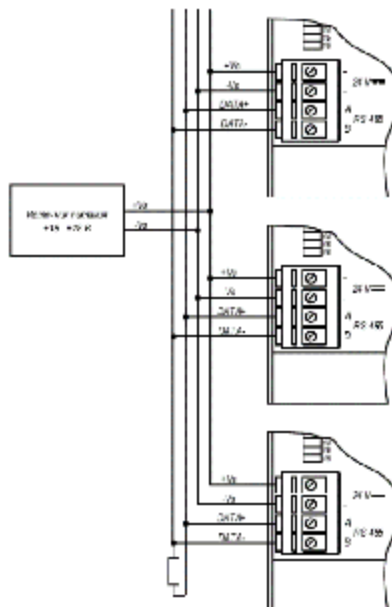 +Vs
-Vs
DATA+
DATA-
24 V
A
RS 485
B
+Vs
-Vs
+Vs
-Vs
DATA+
DATA-
24 V
A
RS 485
B
+Vs
-Vs
DATA+
DATA-
24 V
A
RS 485
B